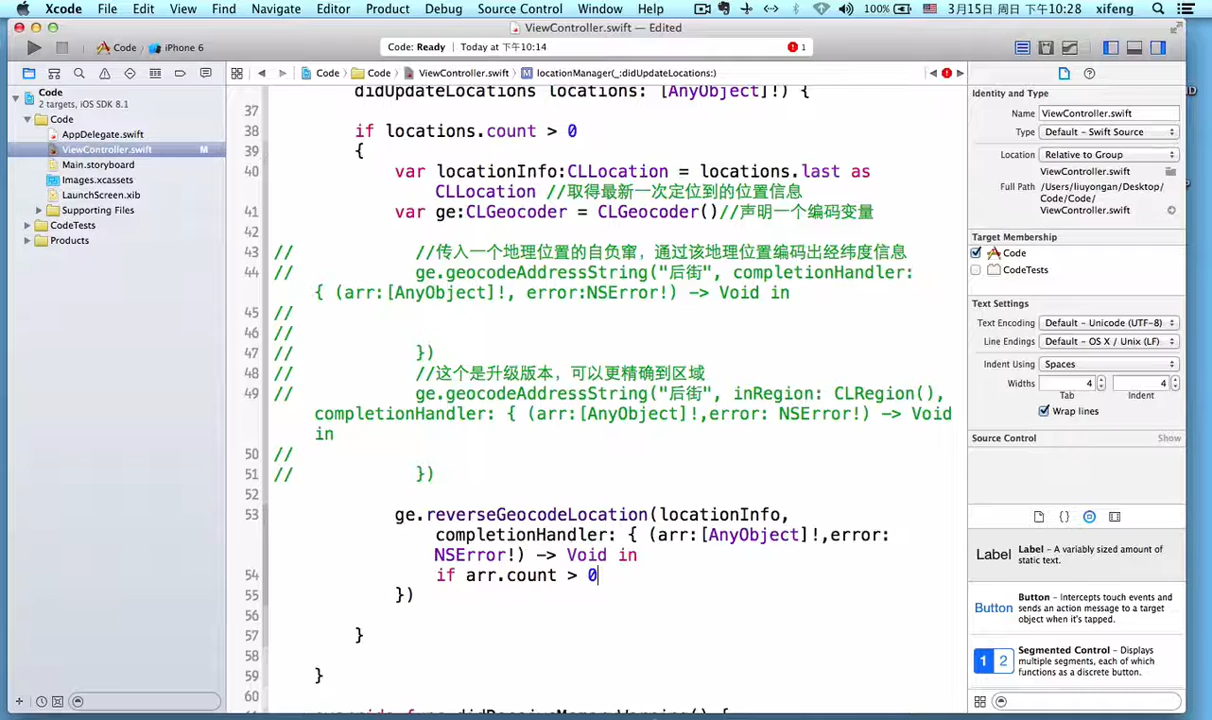 Xcode File Edit View Find Navigate Editor Product Debug Source Control Window Help 100% 3月15日 周日 下午10:28 xifeng
ViewController.swift — Edited
Code iPhone 6 Code: Ready Today at 下午10:14 1
Code Code ViewController.swift M locationManager(_:didUpdateLocations:)
Code
2 targets, iOS SDK 8.1
Code
AppDelegate.swift
ViewController.swift M
Main.storyboard
Images.xcassets
LaunchScreen.xib
Supporting Files
CodeTests
Products
didUpdateLocations locations: [AnyObject]!) {
37
38 if locations.count > 0
39 {
40 var locationInfo:CLLocation = locations.last as
CLLocation //取得最新一次定位到的位置信息
41 var ge:CLGeocoder = CLGeocoder()//声明一个编码变量
42
43 // //传入一个地理位置的自负窜，通过该地理位置编码出经纬度信息
44 // ge.geocodeAddressString("后街", completionHandler:
{ (arr:[AnyObject]!, error:NSError!) -> Void in
45 //
46 //
47 // })
48 // //这个是升级版本，可以更精确到区域
49 // ge.geocodeAddressString("后街", inRegion: CLRegion(),
completionHandler: { (arr:[AnyObject]!,error: NSError!) -> Void
in
50 //
51 // })
52
53 ge.reverseGeocodeLocation(locationInfo,
completionHandler: { (arr:[AnyObject]!,error:
NSError!) -> Void in
54 if arr.count > 0
55 })
56
57 }
58
59 }
60
override func didReceiveMemoryWarning() {
Identity and Type
Name ViewController.swift
Type Default - Swift Source
Location Relative to Group
ViewController.swift
Full Path /Users/liuyongan/Desktop/
Code/Code/
ViewController.swift
Target Membership
Code
CodeTests
Text Settings
Text Encoding Default - Unicode (UTF-8)
Line Endings Default - OS X / Unix (LF)
Indent Using Spaces
Widths 4 4
Tab Indent
Wrap lines
Source Control Show
{ }
Label Label - A variably sized amount of
static text.
Button Button - Intercepts touch events and
sends an action message to a target
object when it's tapped.
1 2 Segmented Control - Displays
multiple segments, each of which
functions as a discrete button.